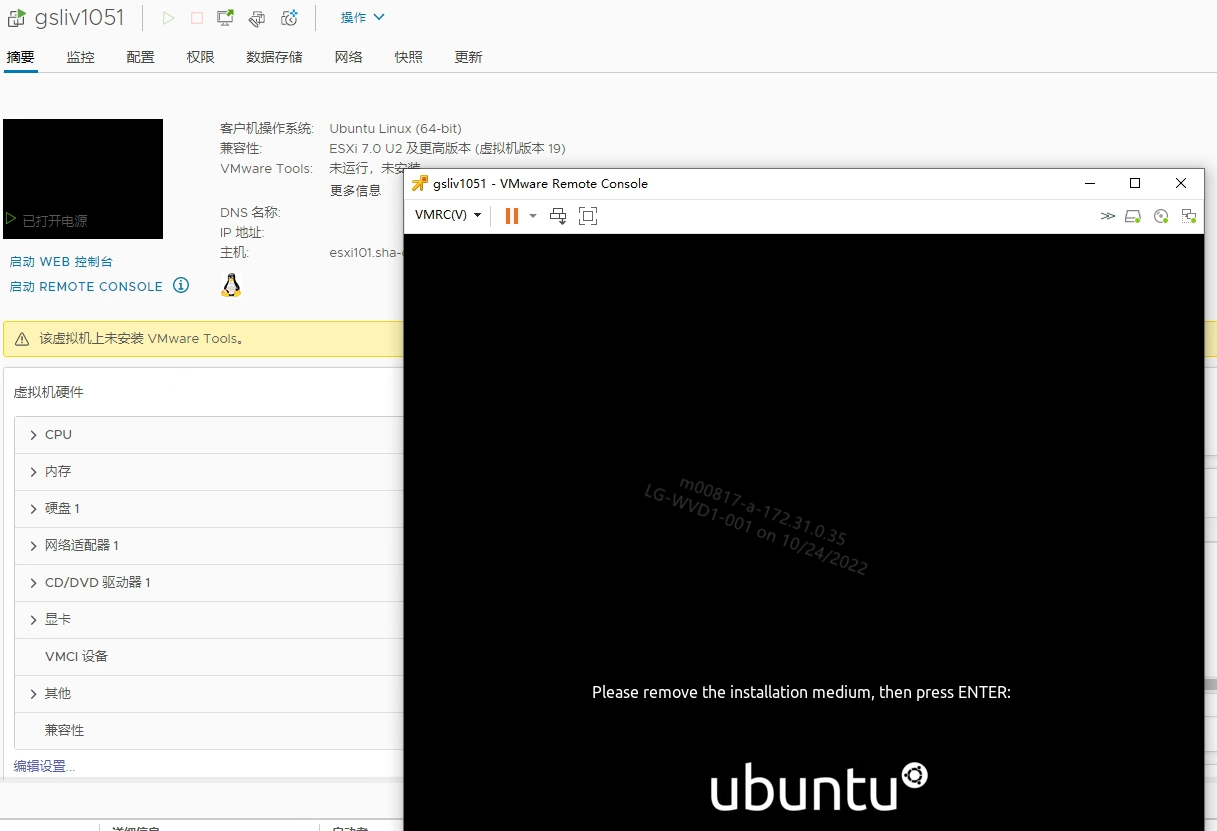 gsliv1051
操作
摘要 监控 配置 权限 数据存储 网络 快照 更新
已打开电源
启动 WEB 控制台
启动 REMOTE CONSOLE
客户机操作系统: Ubuntu Linux (64-bit)
兼容性: ESXi 7.0 U2 及更高版本 (虚拟机版本 19)
VMware Tools: 未运行，未安装
更多信息
DNS 名称:
IP 地址:
主机: esxi101.sha-
该虚拟机上未安装 VMware Tools。
虚拟机硬件
CPU
内存
硬盘 1
网络适配器 1
CD/DVD 驱动器 1
显卡
VMCI 设备
其他
兼容性
编辑设置...
详细信息 启动者
gsliv1051 - VMware Remote Console
VMRC(V)
m00817-a-172.31.0.35
LG-WVD1-001 on 10/24/2022
Please remove the installation medium, then press ENTER:
ubuntu